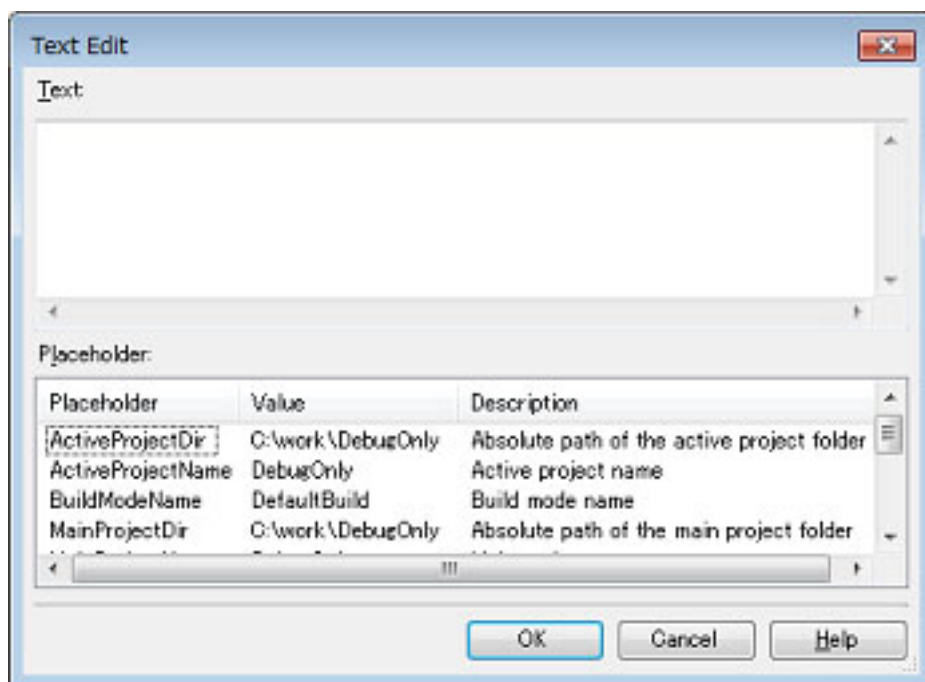 Text Edit
Text:
Placeholder:
Placeholder Value Description
ActiveProjectDir C:\work\DebugOnly Absolute path of the active project folder
ActiveProjectName DebugOnly Active project name
BuildModeName DefaultBuild Build mode name
MainProjectDir C:\work\DebugOnly Absolute path of the main project folder
OK Cancel Help